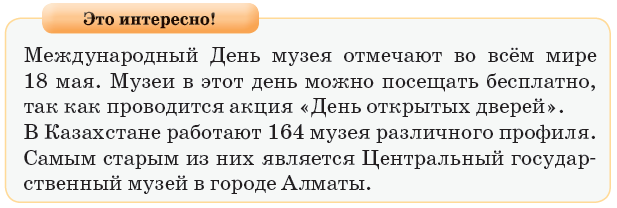 Это интересно!
Международный День музея отмечают во всём мире
18 мая. Музеи в этот день можно посещать бесплатно,
так как проводится акция «День открытых дверей».
В Казахстане работают 164 музея различного профиля.
Самым старым из них является Центральный государ-
ственный музей в городе Алматы.